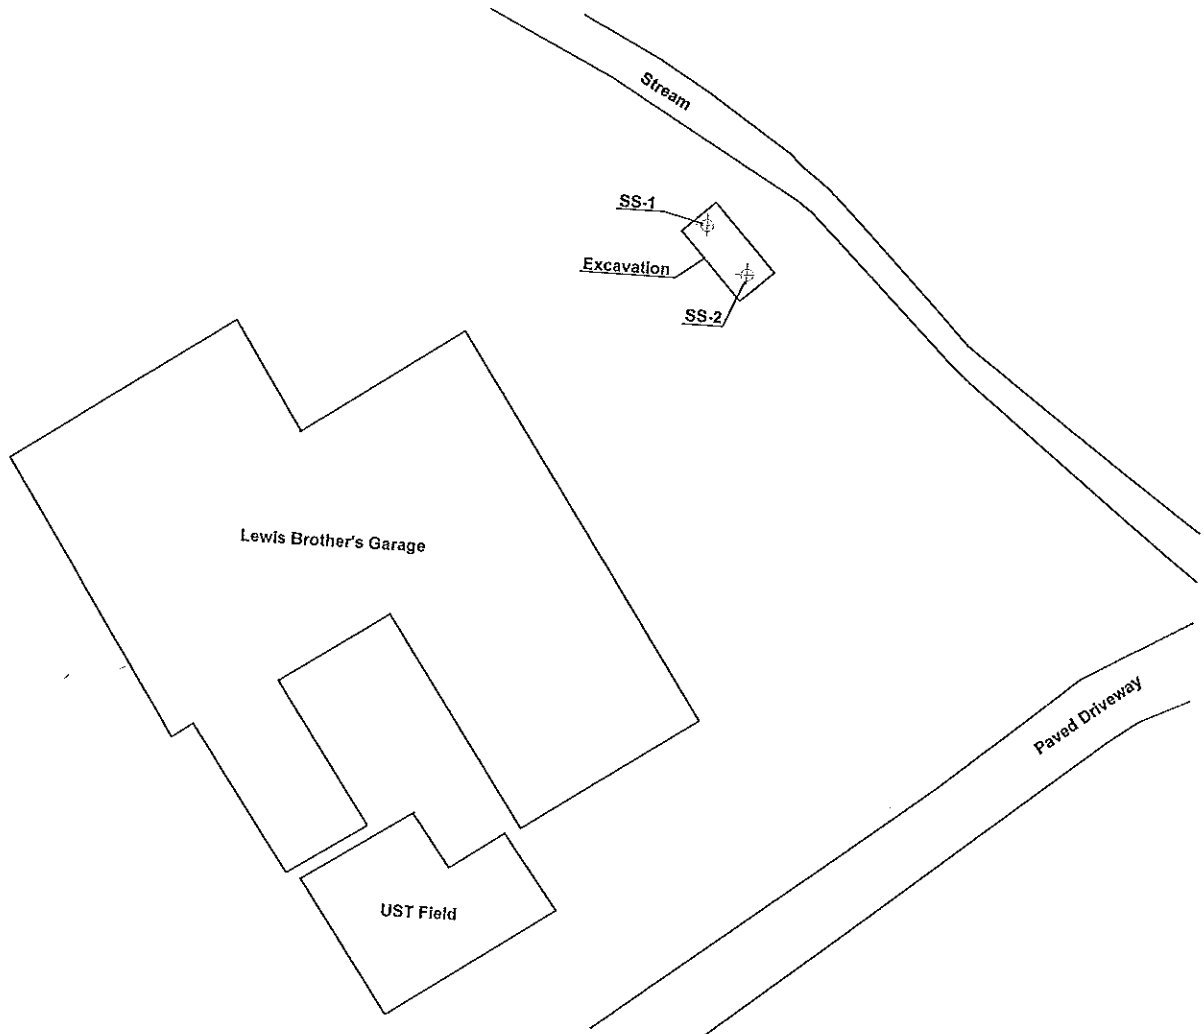 Stream
SS-1
Excavation
SS-2
Lewis Brother's Garage
Paved Driveway
UST Field